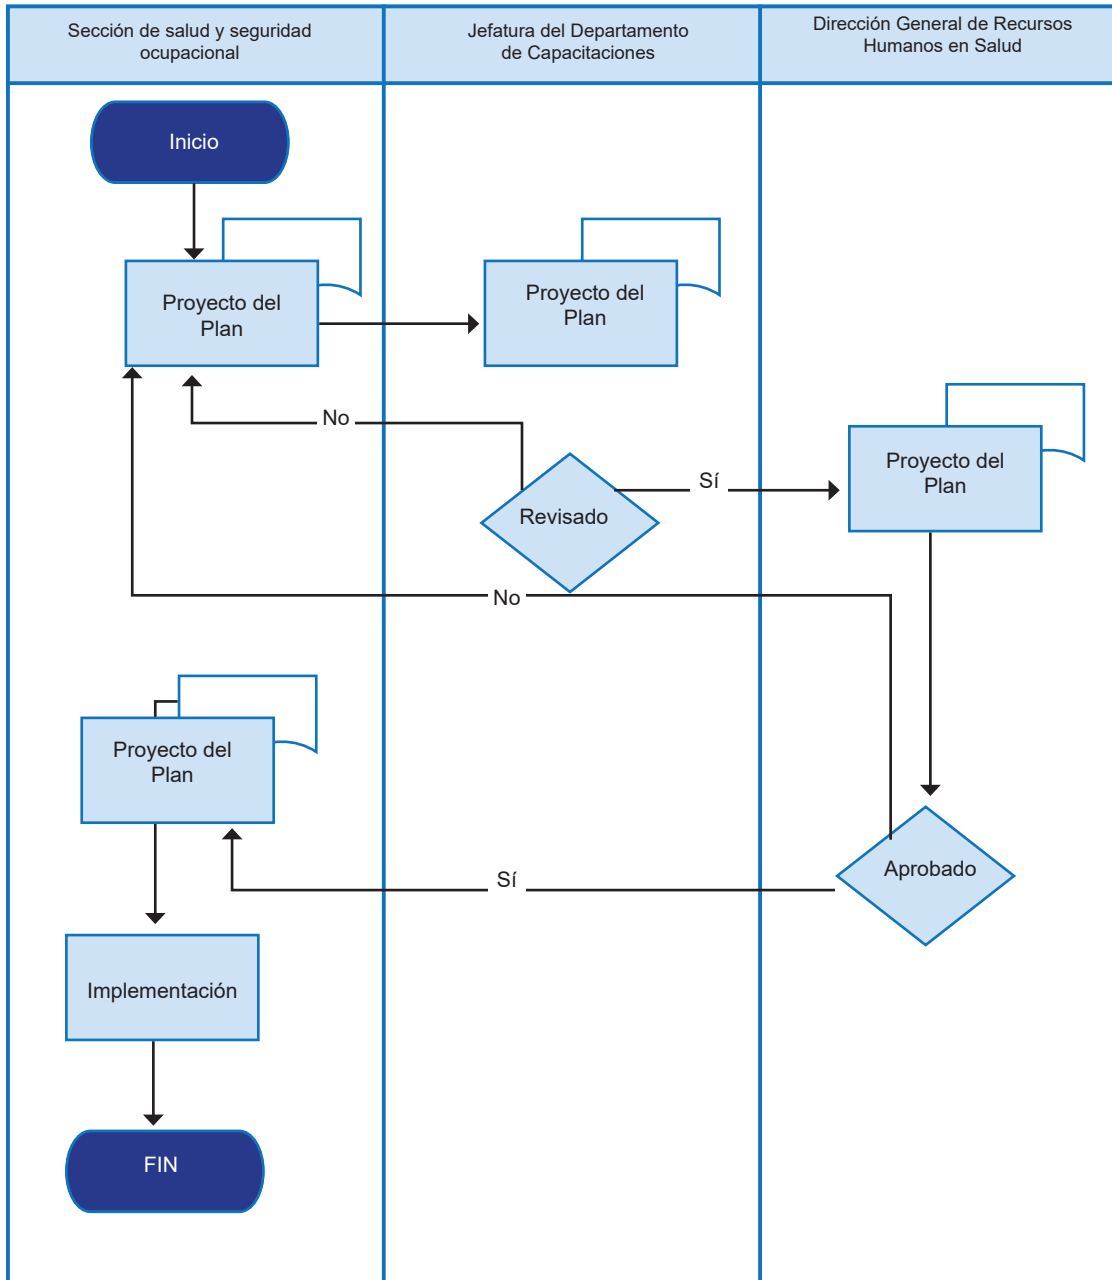 Sección de salud y seguridad
ocupacional
Jefatura del Departamento
de Capacitaciones
Dirección General de Recursos
Humanos en Salud
Inicio
Proyecto del
Plan
Proyecto del
Plan
No
Proyecto del
Plan
Sí
Revisado
No
Proyecto del
Plan
Aprobado
Sí
Implementación
FIN